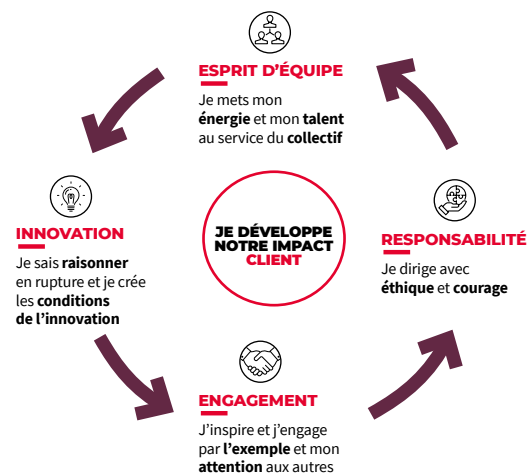 ESPRIT D'ÉQUIPE
Je mets mon
énergie et mon talent
au service du collectif
INNOVATION
Je sais raisonner
en rupture et je crée
les conditions
de l'innovation
JE DÉVELOPPE
NOTRE IMPACT
CLIENT
RESPONSABILITÉ
Je dirige avec
éthique et courage
ENGAGEMENT
J'inspire et j'engage
par l'exemple et mon
attention aux autres